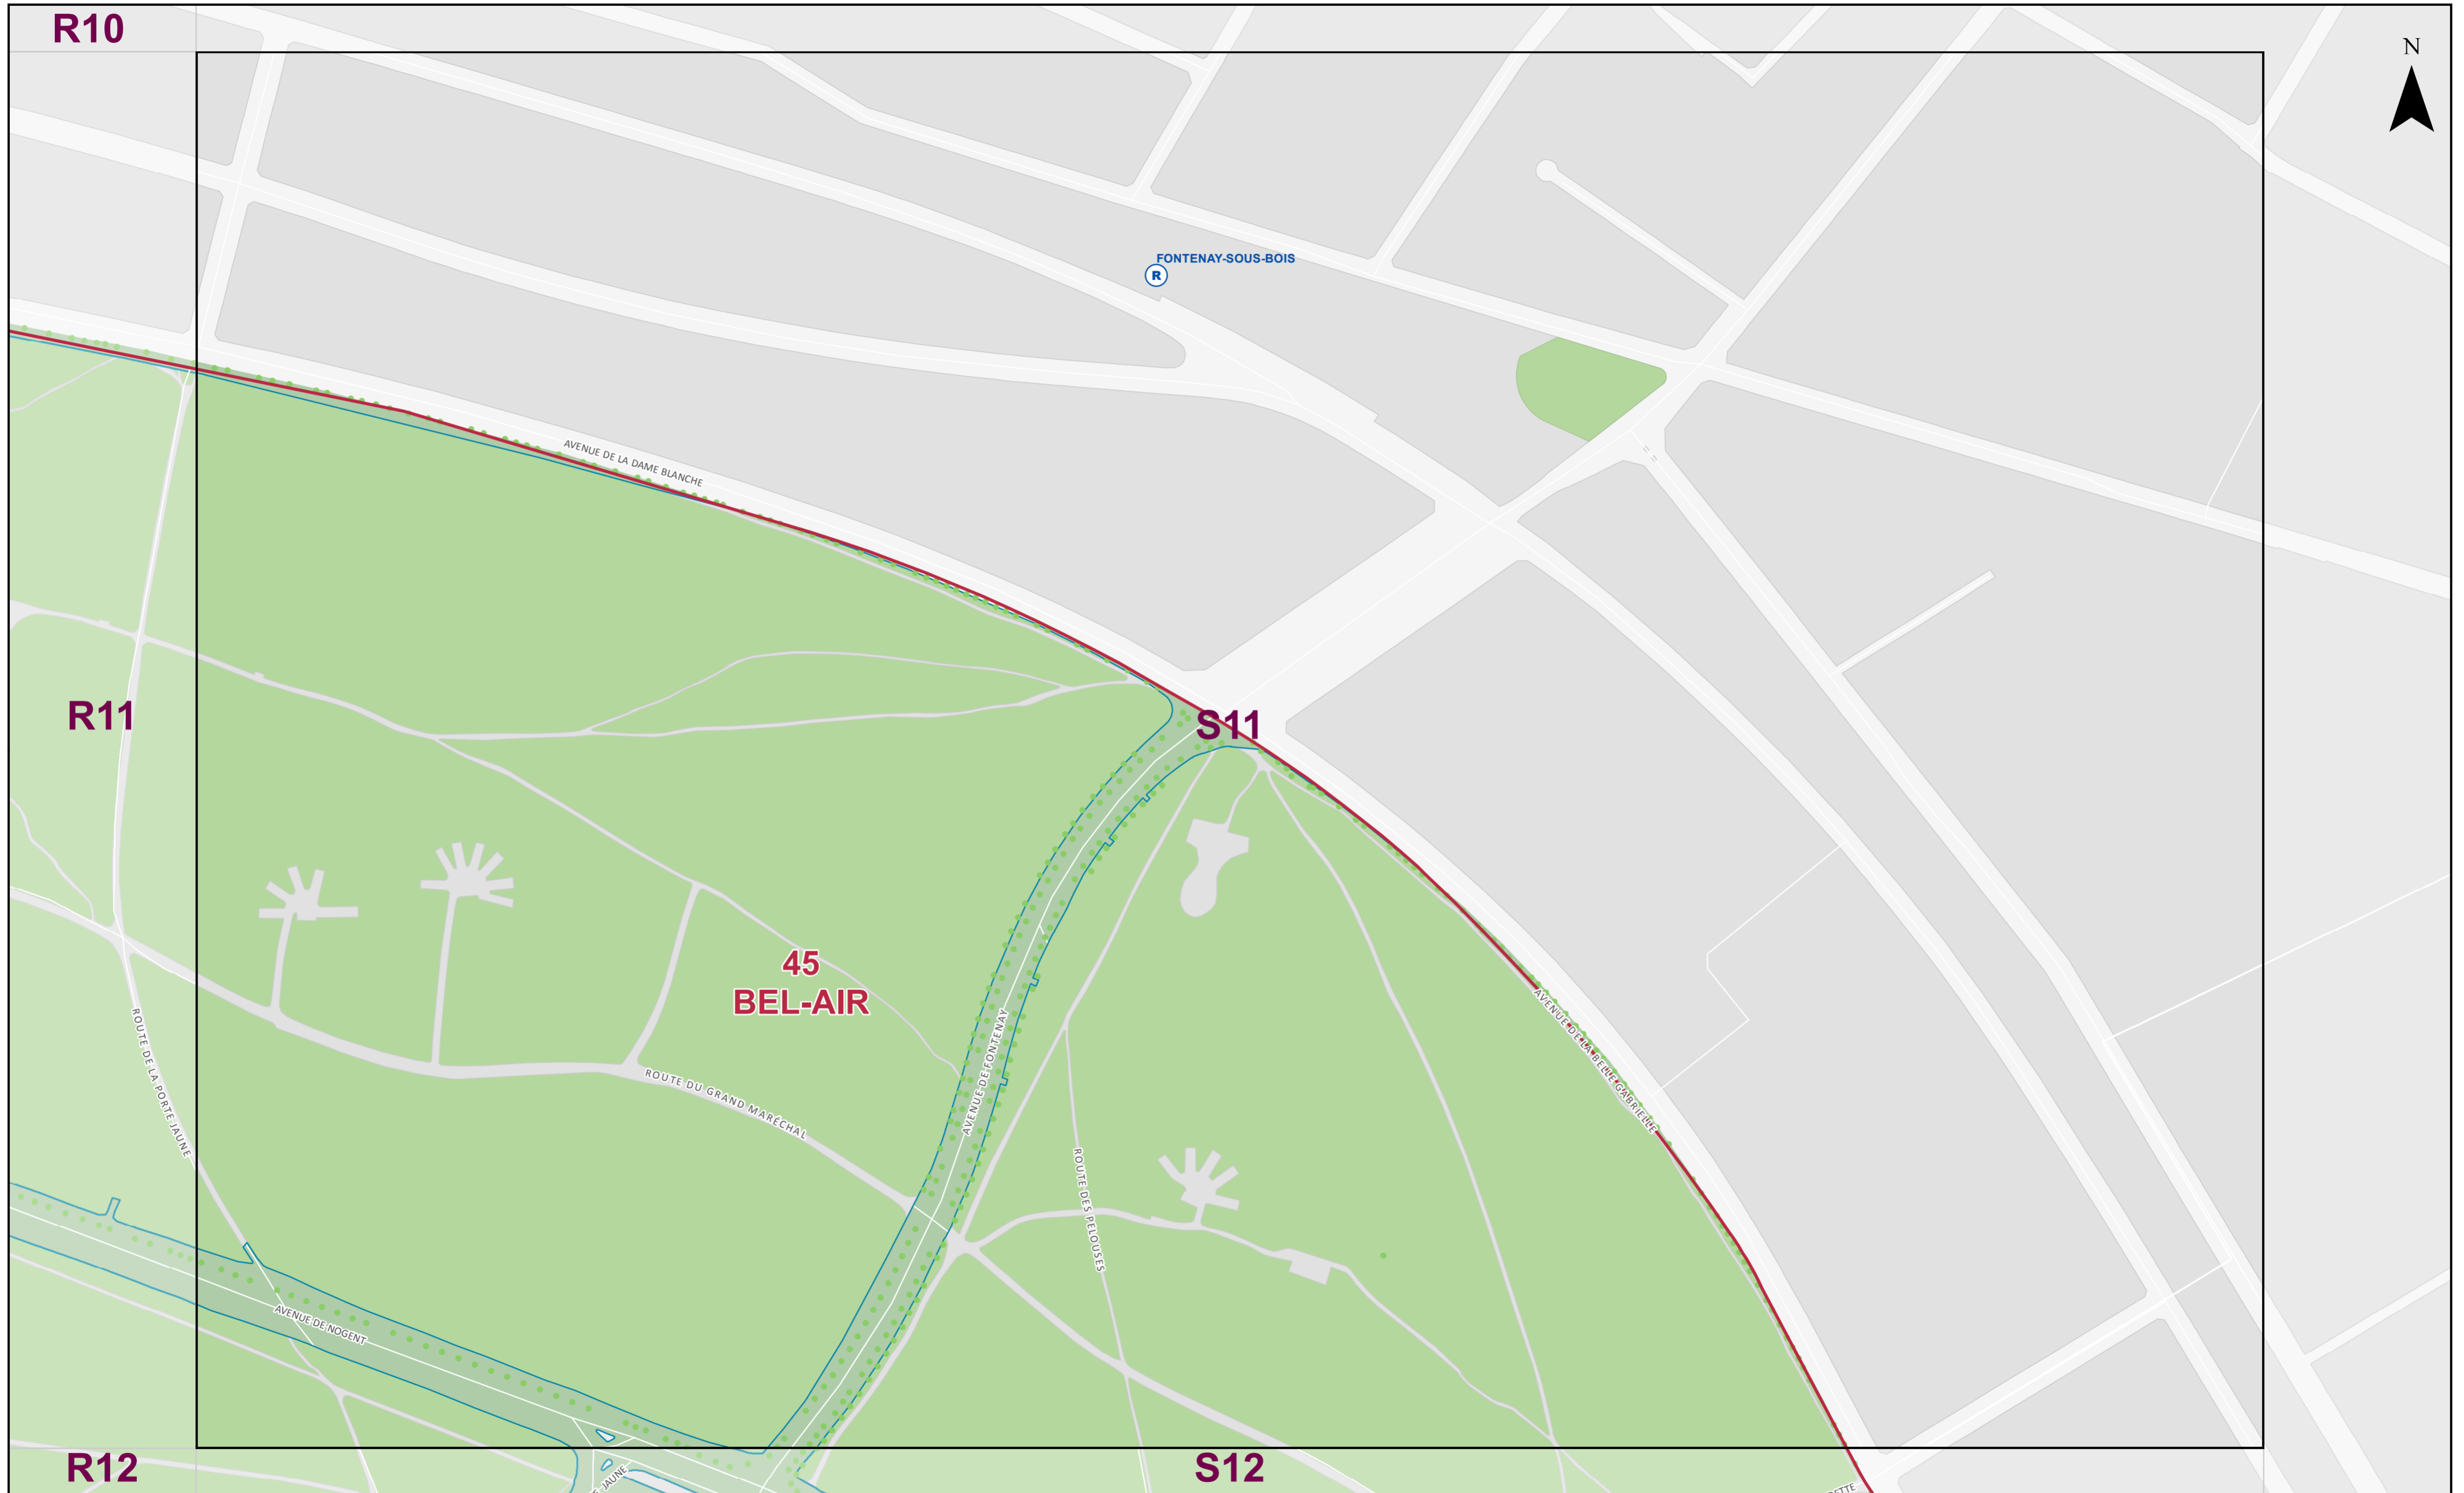 R10
N
FONTENAY-SOUS-BOIS
R
AVENUE DE LA DAME BLANCHE
R11
S11
45
BEL-AIR
AVENUE DE LA BELLE GABRIELLE
ROUTE DE LA PORTE JAUNE
AVENUE DE FONTENAY
ROUTE DU GRAND MARÉCHAL
ROUTE DES PELOUSES
AVENUE DE NOGENT
R12
JAUNE
S12